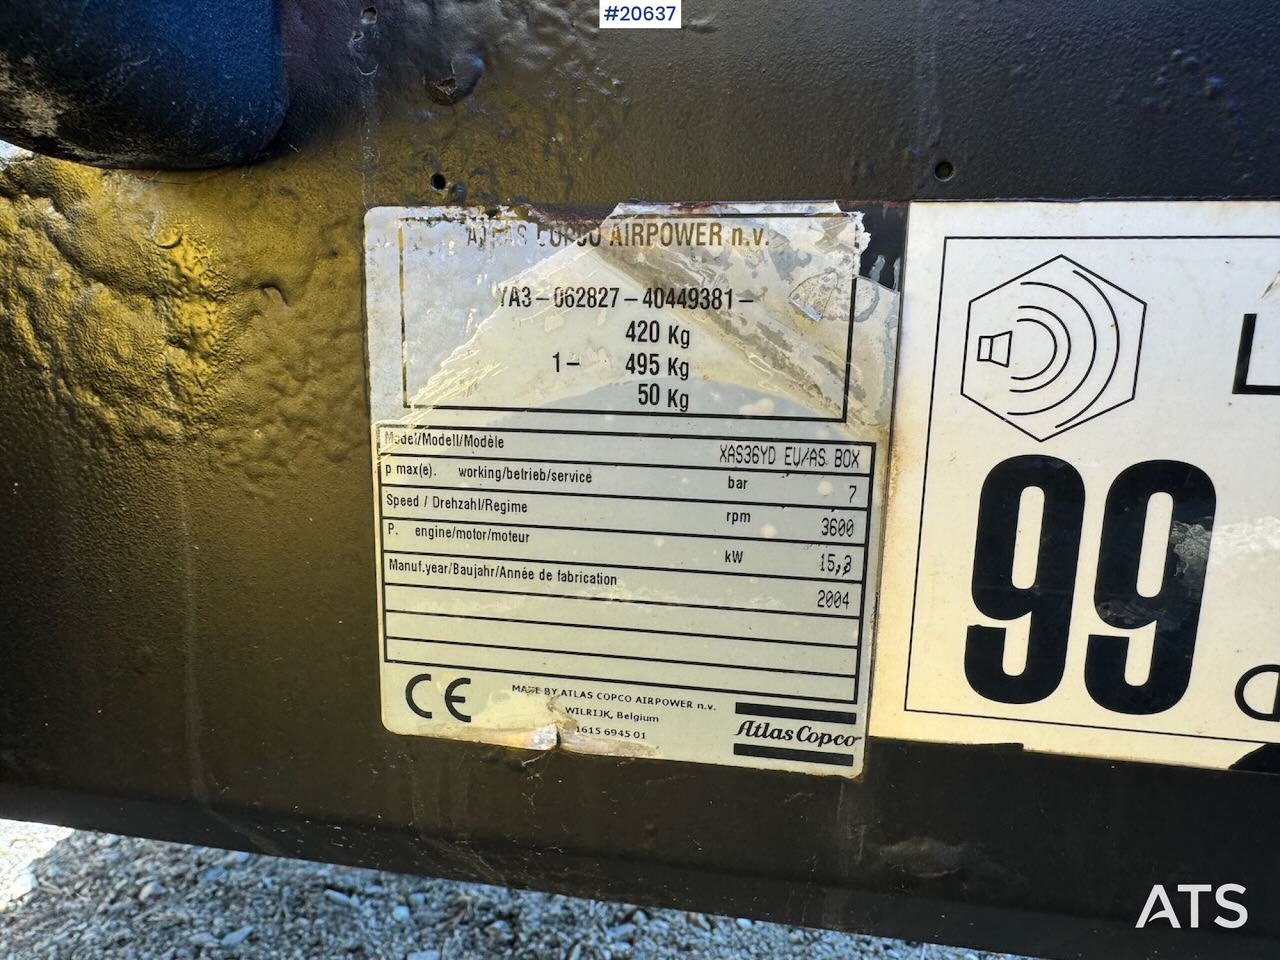 #20637
ATLAS COPCO AIRPOWER n.v.
YA3-062827-40449381-
420 Kg
1- 495 Kg
50 Kg
Model/Modell/Modèle XAS36YD EU/AS BOX
p max(e). working/betrieb/service bar 7
Speed / Drehzahl/Regime rpm 3600
P. engine/motor/moteur kW 15,3
Manuf.year/Baujahr/Année de fabrication 2004
CE
MADE BY ATLAS COPCO AIRPOWER n.v.
WILRIJK, Belgium
1615 6945 01
Atlas Copco
L
99
ATS